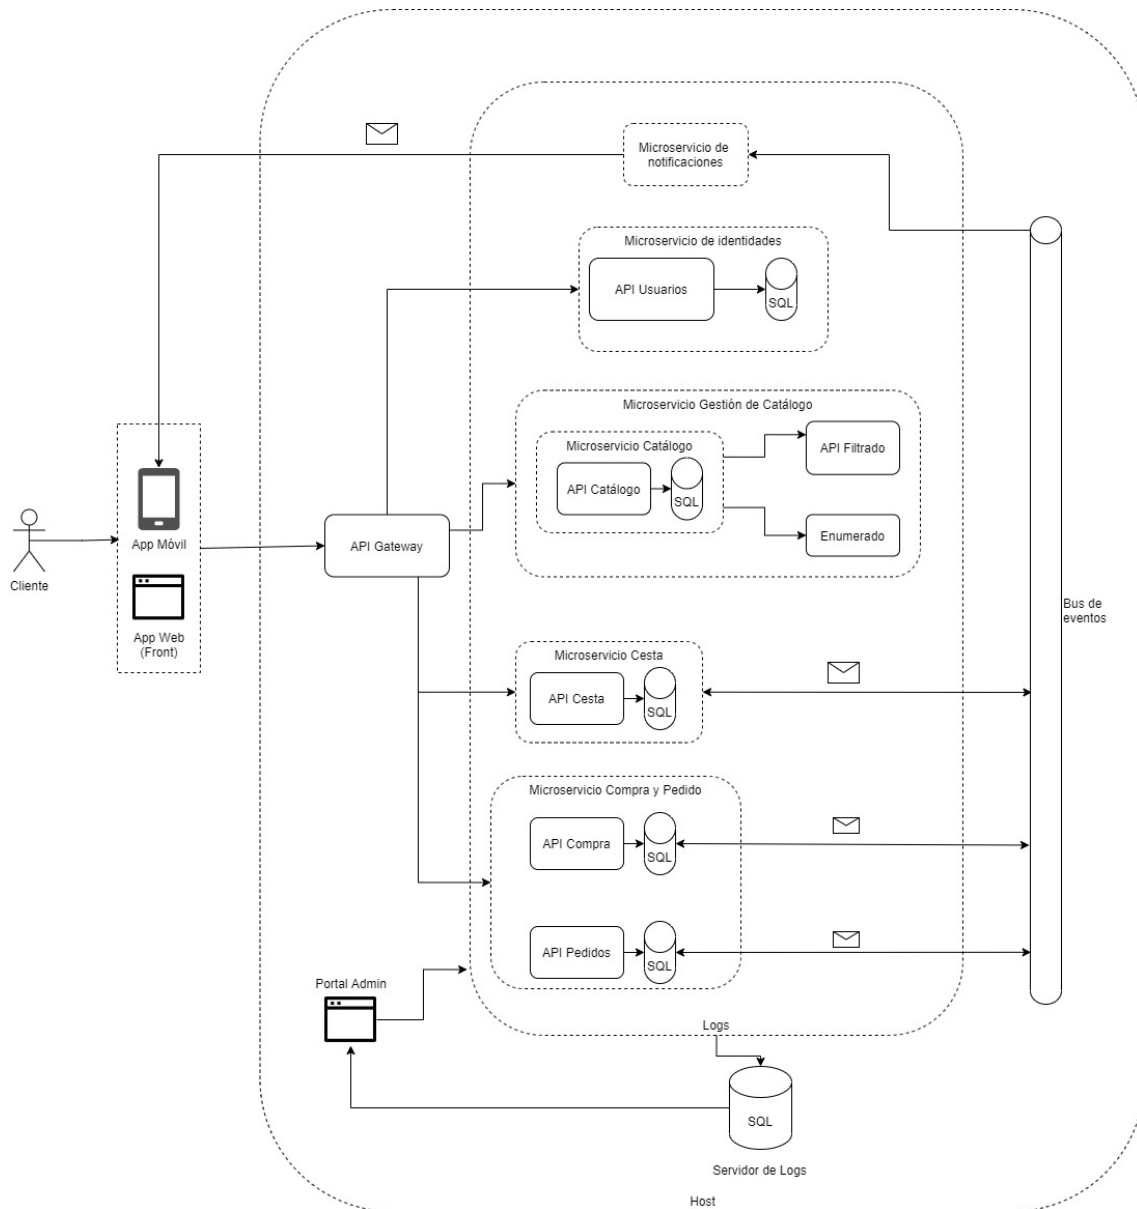 Microservicio de
notificaciones
Microservicio de identidades
API Usuarios
SQL
Microservicio Gestión de Catálogo
Microservicio Catálogo
API Catálogo
SQL
API Filtrado
Enumerado
App Móvil
API Gateway
Cliente
App Web
(Front)
Bus de
eventos
Microservicio Cesta
API Cesta
SQL
Microservicio Compra y Pedido
API Compra
SQL
API Pedidos
SQL
Portal Admin
Logs
SQL
Servidor de Logs
Host